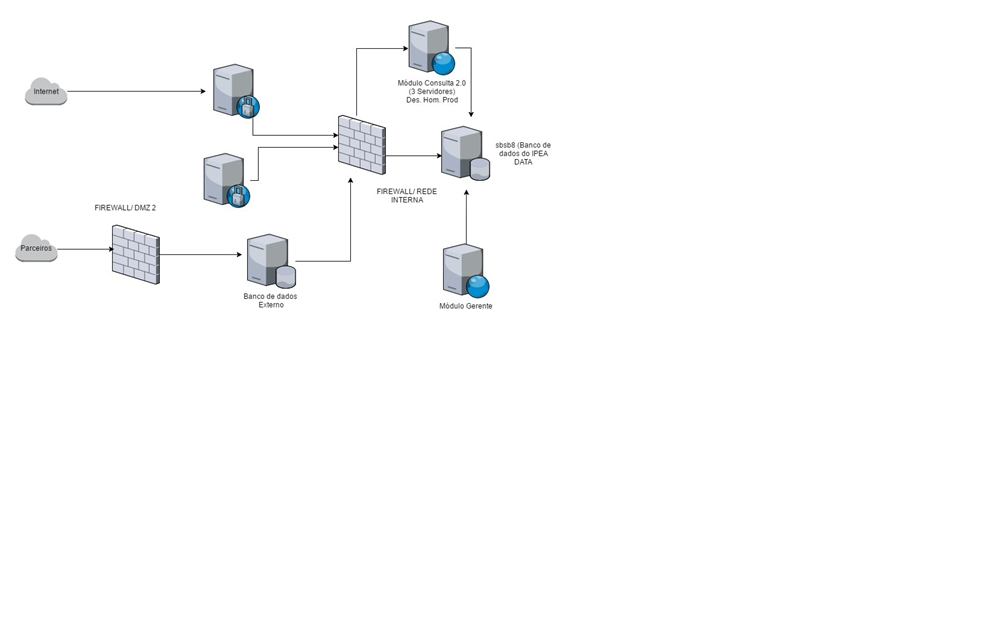 Internet
Módulo Consulta 2.0
(3 Servidores)
Des. Hom. Prod
sbsb8 (Banco de
dados do IPEA
DATA
FIREWALL/ REDE
INTERNA
FIREWALL/ DMZ 2
Parceiros
Banco de dados
Externo
Módulo Gerente